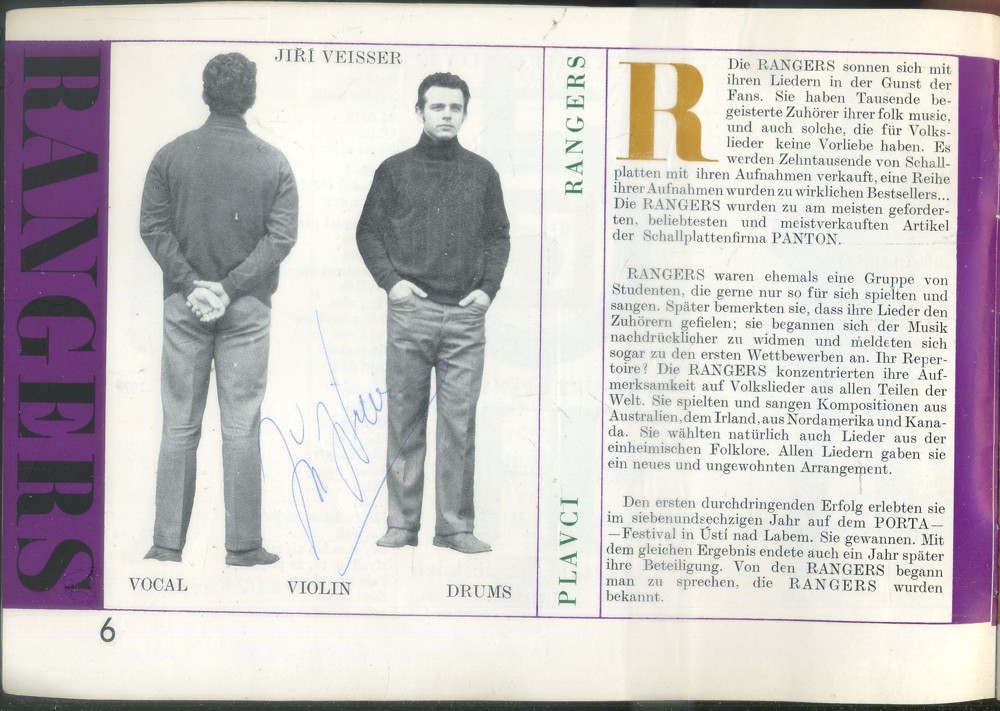 RANGERS
JIŘÍ VEISSER
VOCAL
VIOLIN
DRUMS
6
RANGERS
PLAVCI
R
Die RANGERS sonnen sich mit
ihren Liedern in der Gunst der
Fans. Sie haben Tausende be-
geisterte Zuhörer ihrer folk music,
und auch solche, die für Volks-
lieder keine Vorliebe haben. Es
werden Zehntausende von Schall-
platten mit ihren Aufnahmen verkauft, eine Reihe
ihrer Aufnahmen wurden zu wirklichen Bestsellers...
Die RANGERS wurden zu am meisten geforder-
ten, beliebtesten und meistverkauften Artikel
der Schallplattenfirma PANTON.
RANGERS waren ehemals eine Gruppe von
Studenten, die gerne nur so für sich spielten und
sangen. Später bemerkten sie, dass ihre Lieder den
Zuhörern gefielen; sie begannen sich der Musik
nachdrücklicher zu widmen und meldeten sich
sogar zu den ersten Wettbewerben an. Ihr Reper-
toire? Die RANGERS konzentrierten ihre Auf-
merksamkeit auf Volkslieder aus allen Teilen der
Welt. Sie spielten und sangen Kompositionen aus
Australien, dem Irland, aus Nordamerika und Kana-
da. Sie wählten natürlich auch Lieder aus der
einheimischen Folklore. Allen Liedern gaben sie
ein neues und ungewohnten Arrangement.
Den ersten durchdringenden Erfolg erlebten sie
im siebenundsechzigen Jahr auf dem PORTA—
—Festival in Ústí nad Labem. Sie gewannen. Mit
dem gleichen Ergebnis endete auch ein Jahr später
ihre Beteiligung. Von den RANGERS begann
man zu sprechen, die RANGERS wurden
bekannt.